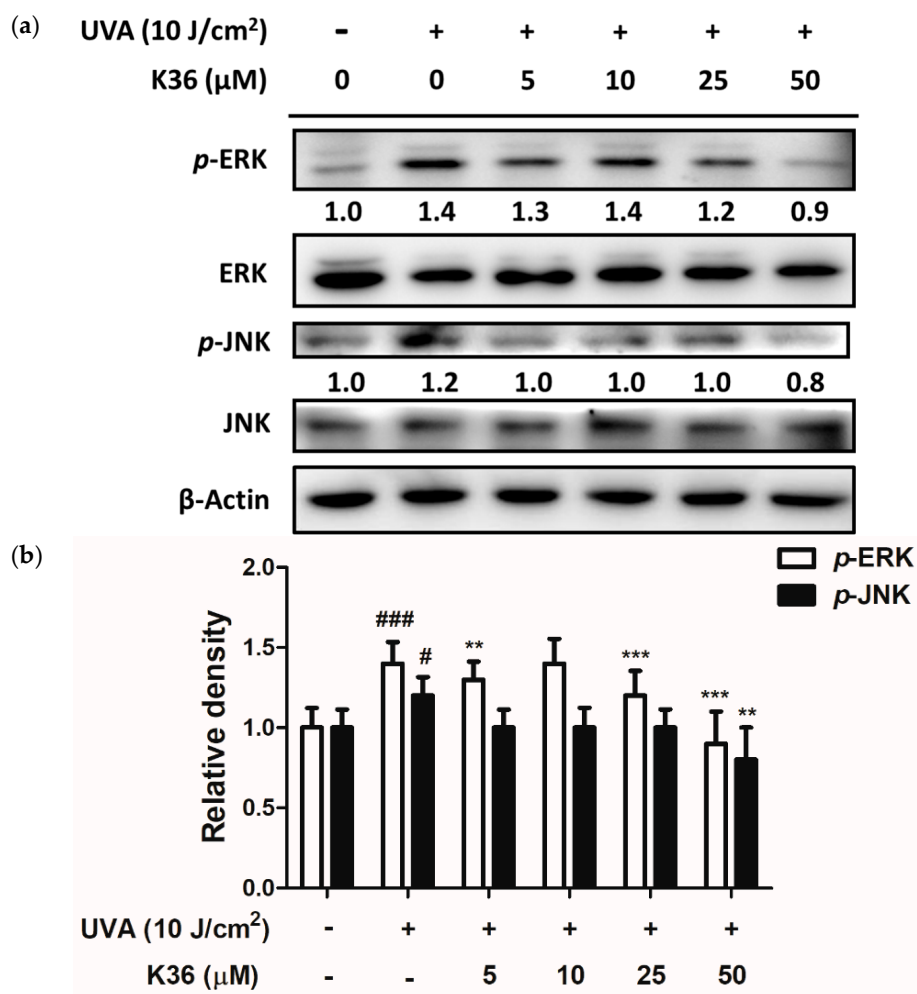 (a) UVA (10 J/cm²) - + + + + +
K36 (μM) 0 0 5 10 25 50
p-ERK
1.0 1.4 1.3 1.4 1.2 0.9
ERK
p-JNK
1.0 1.2 1.0 1.0 1.0 0.8
JNK
β-Actin
(b)
p-ERK
p-JNK
Relative density
2.0
1.5
1.0
0.5
0.0
### # ** *** *** **
UVA (10 J/cm²) - + + + + +
K36 (μM) - - 5 10 25 50